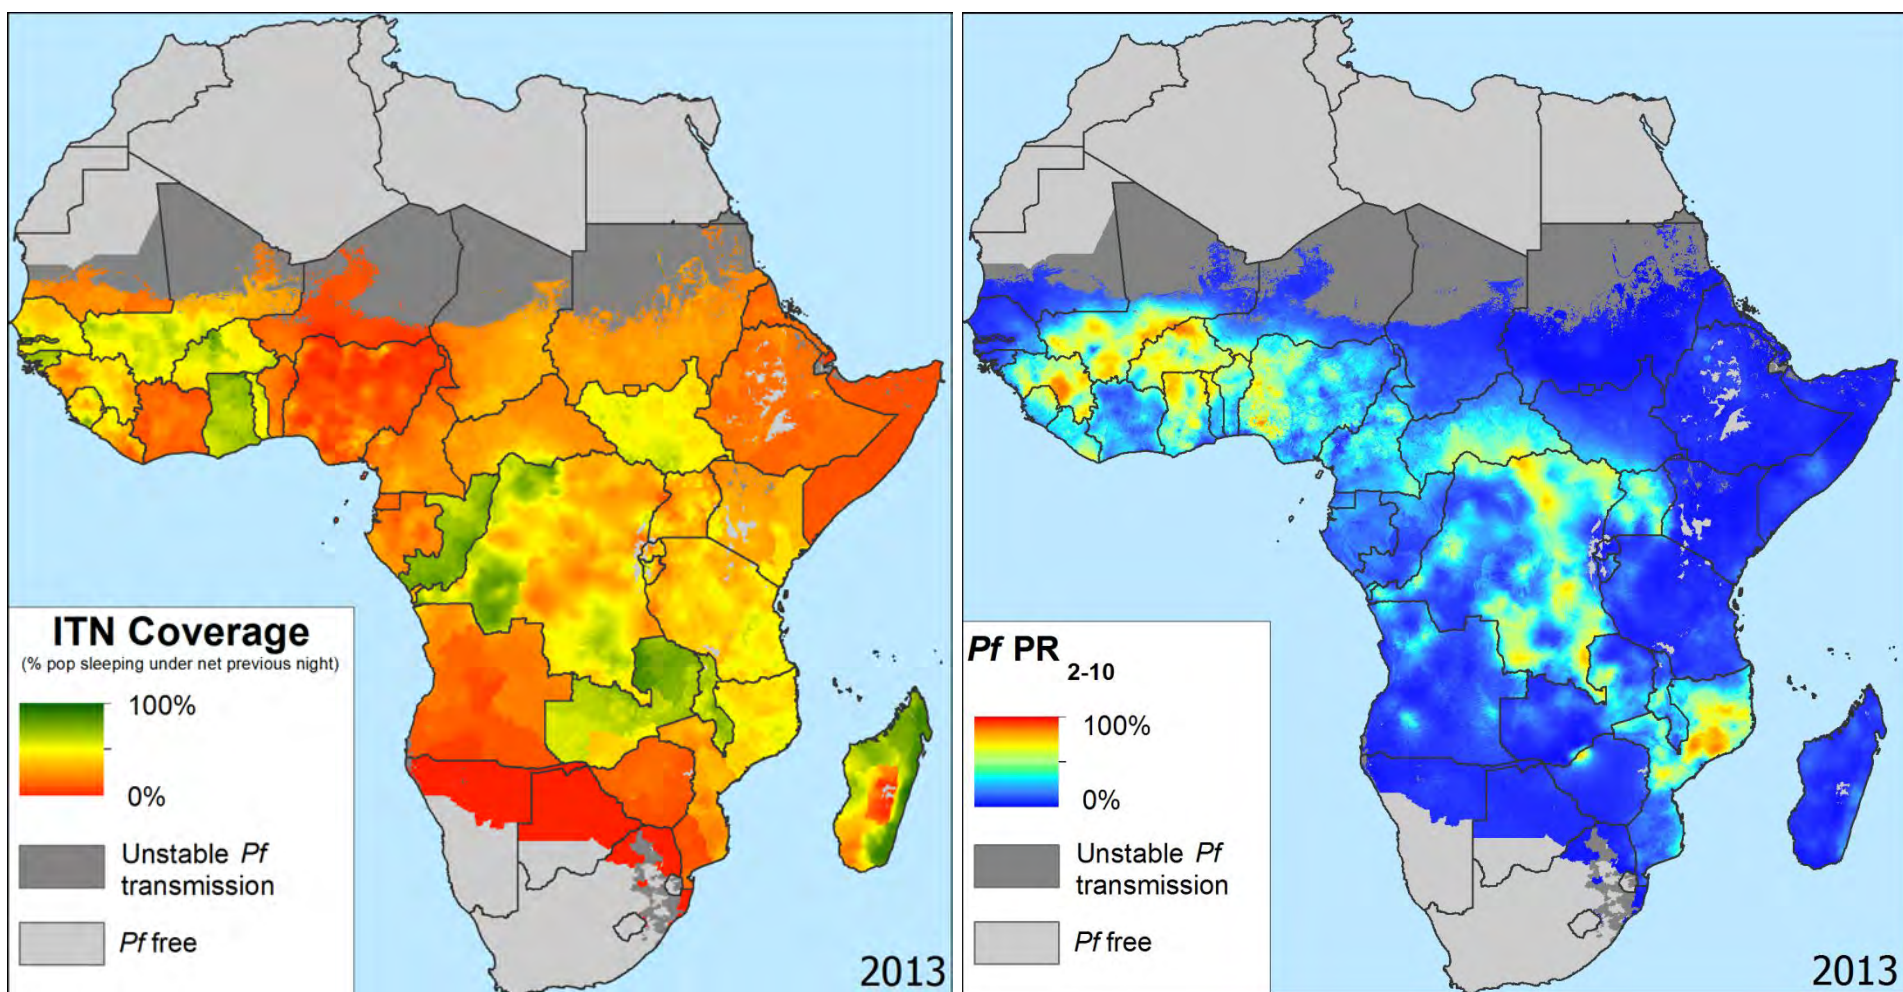 ITN Coverage
(% pop sleeping under net previous night)
100%
0%
Unstable Pf
transmission
Pf free
2013
Pf PR 2-10
100%
0%
Unstable Pf
transmission
Pf free
2013